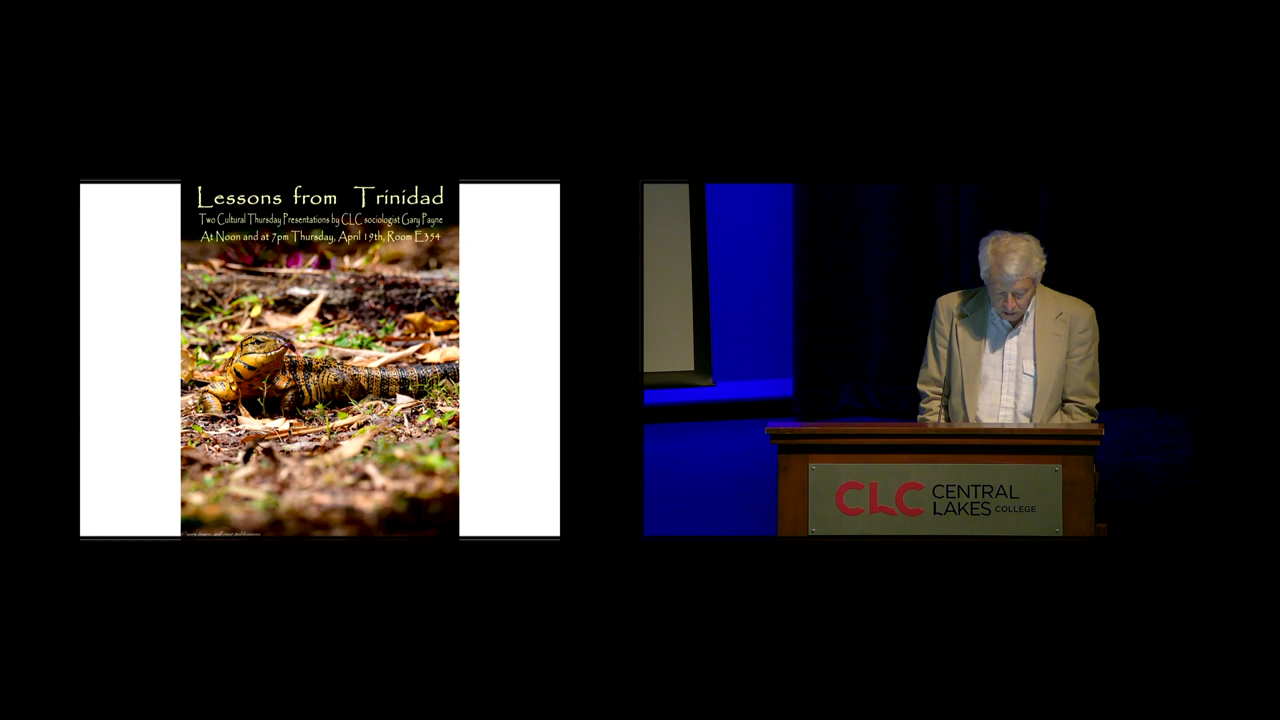 Lessons from Trinidad
Two Cultural Thursday Presentations by CLC sociologist Gary Payne
At Noon and at 7pm Thursday, April 19th, Room E354
CLC CENTRAL
LAKES COLLEGE